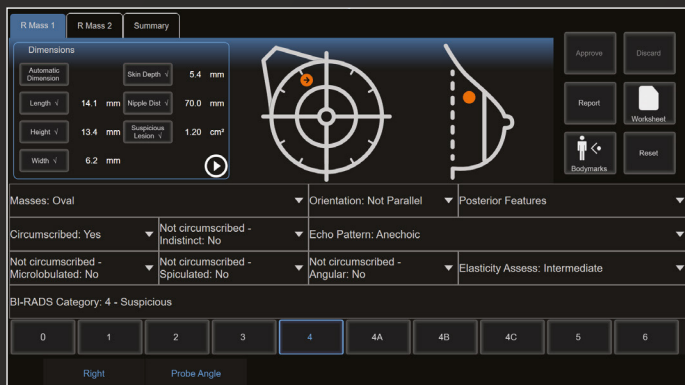 R Mass 1 R Mass 2 Summary
Dimensions
Automatic Dimension Skin Depth √ 5.4 mm
Length √ 14.1 mm Nipple Dist √ 70.0 mm
Height √ 13.4 mm Suspicious Lesion √ 1.20 cm²
Width √ 6.2 mm
Approve Discard
Report Worksheet
Bodymarks Reset
Masses: Oval Orientation: Not Parallel Posterior Features
Circumscribed: Yes Not circumscribed - Indistinct: No Echo Pattern: Anechoic
Not circumscribed - Microlobulated: No Not circumscribed - Spiculated: No Not circumscribed - Angular: No Elasticity Assess: Intermediate
BI-RADS Category: 4 - Suspicious
0 1 2 3 4 4A 4B 4C 5 6
Right Probe Angle